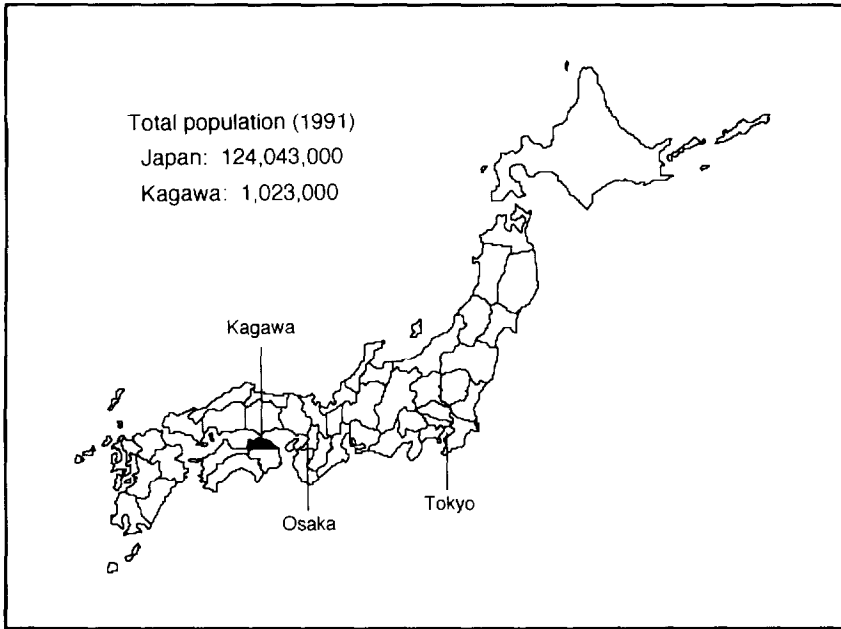 Total population (1991)
Japan: 124,043,000
Kagawa: 1,023,000
Kagawa
Osaka
Tokyo